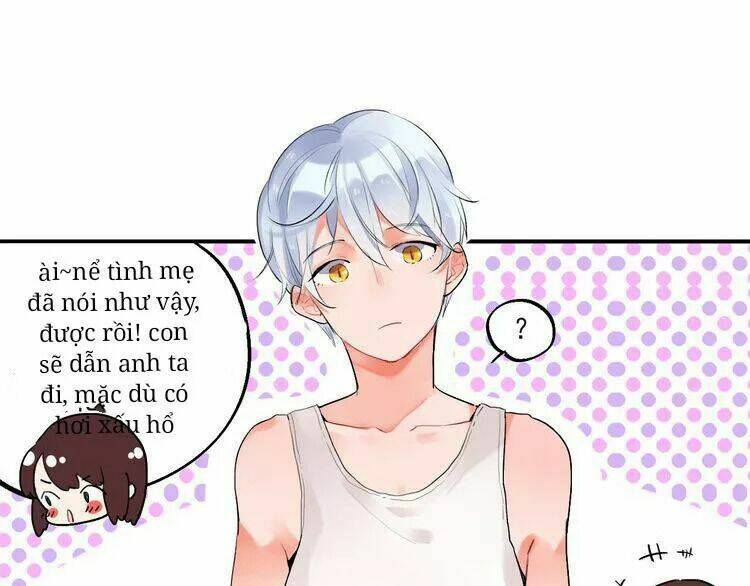 ài~nể tình mẹ
đã nói như vậy,
được rồi! con
sẽ dẫn anh ta
đi, mặc dù có
hơi xấu hổ
?